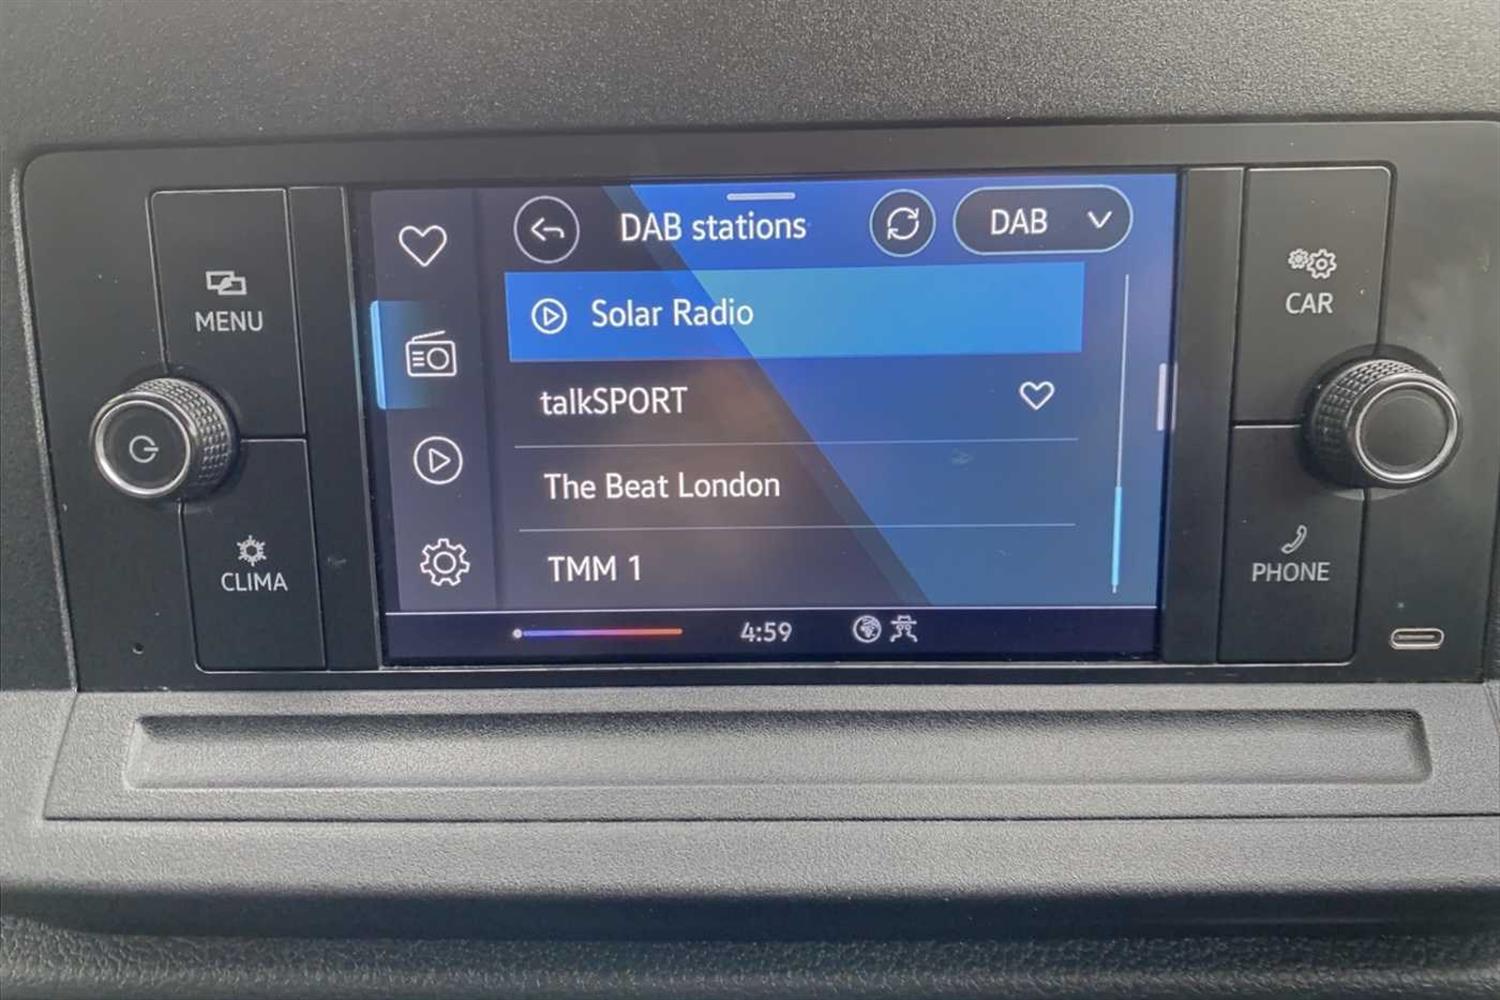 DAB stations
DAB
Solar Radio
talkSPORT
The Beat London
TMM 1
4:59
MENU
CLIMA
CAR
PHONE